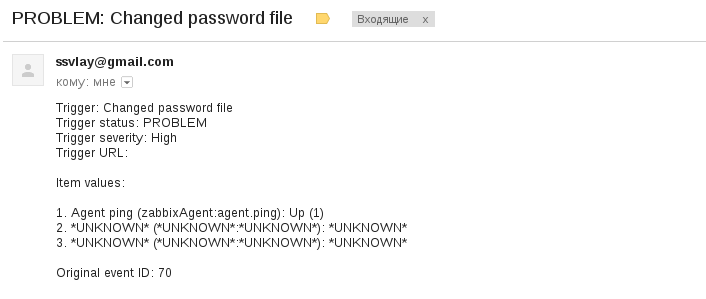 PROBLEM: Changed password file
Входящие x
ssvlay@gmail.com
кому: мне
Trigger: Changed password file
Trigger status: PROBLEM
Trigger severity: High
Trigger URL:
Item values:
1. Agent ping (zabbixAgent:agent.ping): Up (1)
2. *UNKNOWN* (*UNKNOWN*:*UNKNOWN*): *UNKNOWN*
3. *UNKNOWN* (*UNKNOWN*:*UNKNOWN*): *UNKNOWN*
Original event ID: 70